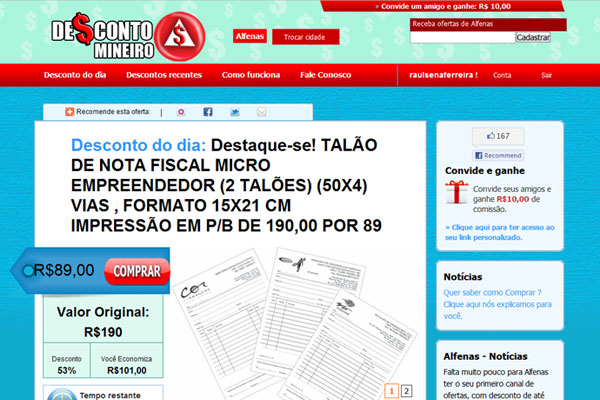 DE$CONTO
MINEIRO
» Convide um amigo e ganhe: R$ 10,00
Receba ofertas de Alfenas
Cadastrar
Alfenas
Trocar cidade
Desconto do dia
Descontos recentes
Como funciona
Fale Conosco
raulsenaferreira !
Conta
Sair
Recomende esta oferta:
Desconto do dia: Destaque-se! TALÃO
DE NOTA FISCAL MICRO
EMPREENDEDOR (2 TALÕES) (50X4)
VIAS , FORMATO 15X21 CM
IMPRESSÃO EM P/B DE 190,00 POR 89
R$89,00
COMPRAR
Valor Original:
R$190
Desconto
Você Economiza
53%
R$101,00
Tempo restante
1 2
167
Recommend
Convide e ganhe
Convide seus amigos e
ganhe R$10,00 de
comissão.
» Clique aqui para ter acesso ao
seu link personalizado.
Notícias
Quer saber como Comprar ?
Clique aqui nós explicamos para
você.
Alfenas - Notícias
Falta muito pouco para Alfenas
ter o seu primeiro canal de
ofertas, com desconto de até